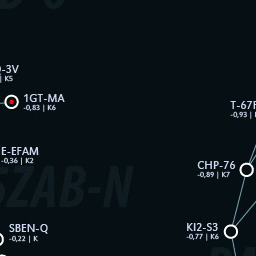 -3V
| K5
1GT-MA
-0,83 | K6
T-67F
-0,93 |
E-EFAM
-0,36 | K2
CHP-76
-0,89 | K7
SZAB-N
SBEN-Q
-0,22 | K
KI2-S3
-0,77 | K6